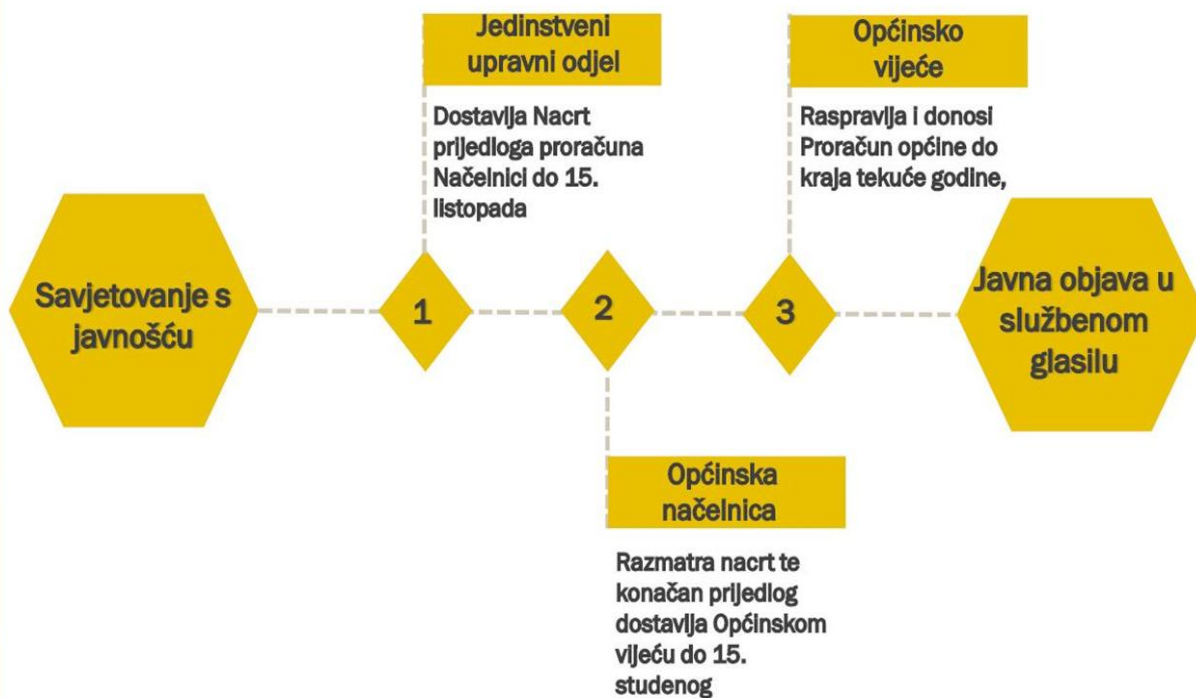 Savjetovanje s
javnošću
1
Jedinstveni
upravni odjel
Dostavlja Nacrt
prijedloga proračuna
Načelnici do 15.
listopada
2
Općinska
načelnica
Razmatra nacrt te
konačan prijedlog
dostavlja Općinskom
vijeću do 15.
studenog
3
Općinsko
vijeće
Raspravlja i donosi
Proračun općine do
kraja tekuće godine,
Javna objava u
službenom
glasilu